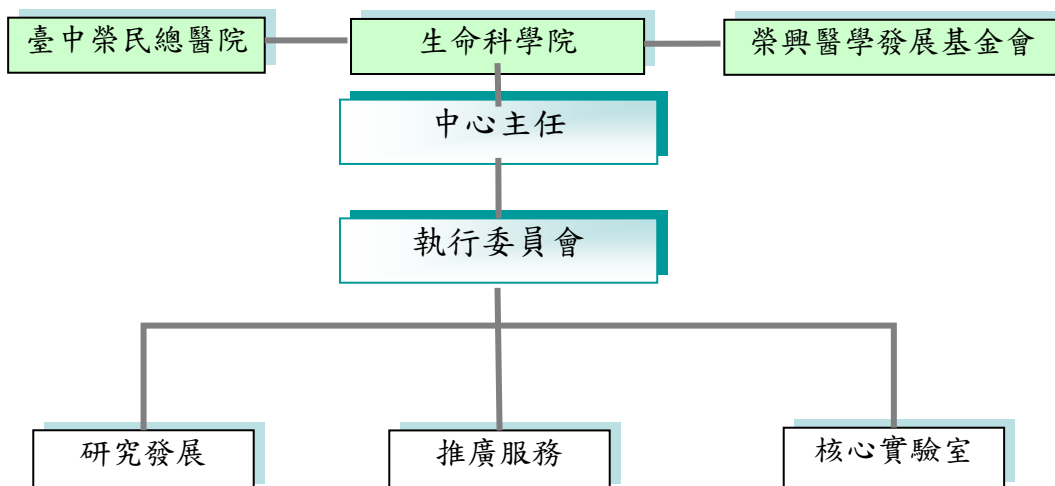 臺中榮民總醫院
生命科學院
榮興醫學發展基金會
中心主任
執行委員會
研究發展
推廣服務
核心實驗室